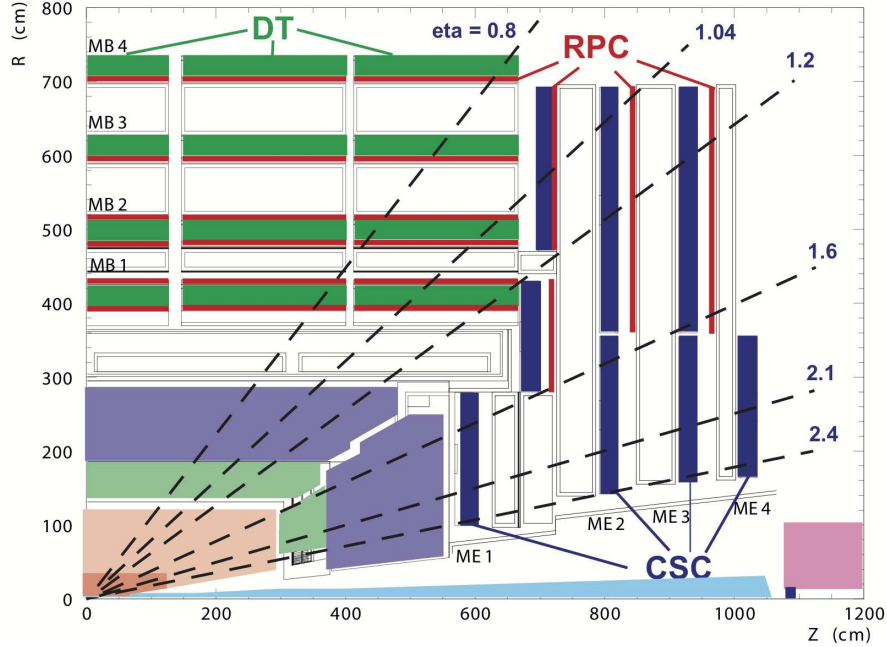 R (cm)
800
700
600
500
400
300
200
100
0
MB 4
DT
eta = 0.8
1.04
RPC
1.2
MB 3
MB 2
MB 1
1.6
2.1
2.4
ME 1
ME 2
ME 3
ME 4
CSC
0
200
400
600
800
1000
1200
Z (cm)